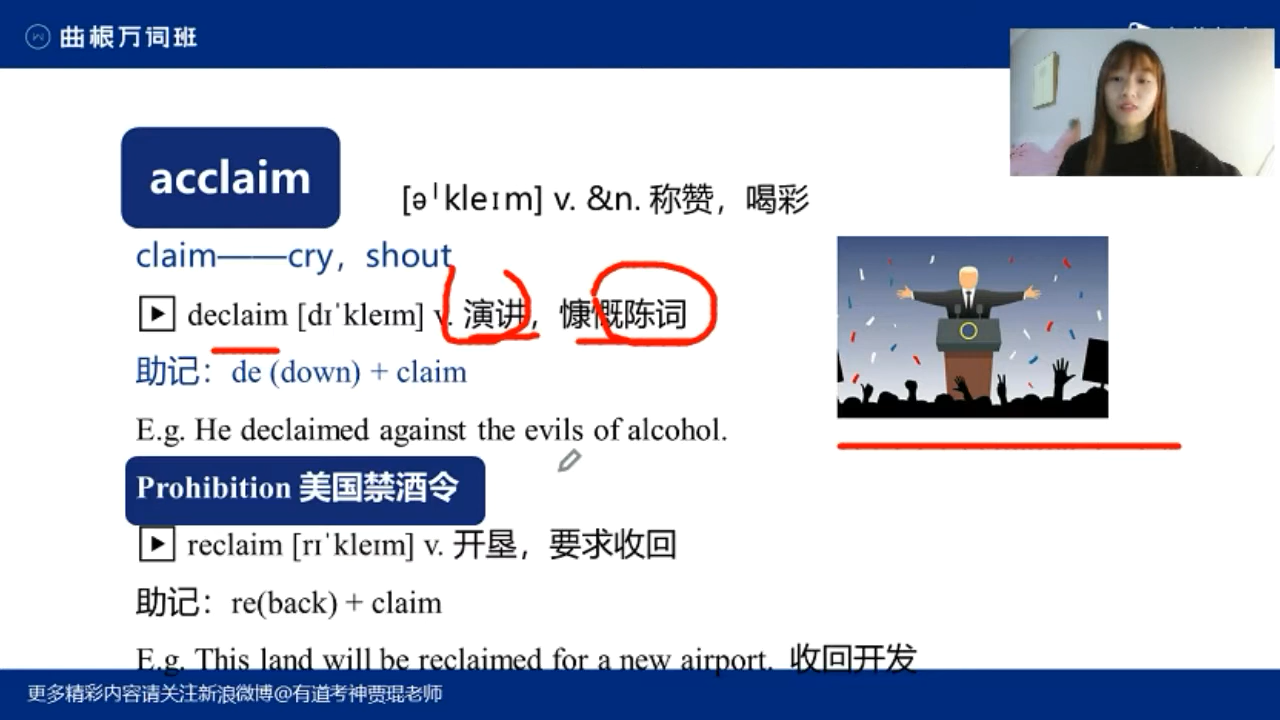 曲根万词班
acclaim
[əˈkleɪm] v. &n. 称赞，喝彩
claim——cry，shout
declaim [dɪˈkleɪm] v. 演讲，慷慨陈词
助记：de (down) + claim
E.g. He declaimed against the evils of alcohol.
Prohibition 美国禁酒令
reclaim [rɪˈkleɪm] v. 开垦，要求收回
助记：re(back) + claim
E.g. This land will be reclaimed for a new airport. 收回开发
更多精彩内容请关注新浪微博@有道考神贾琨老师